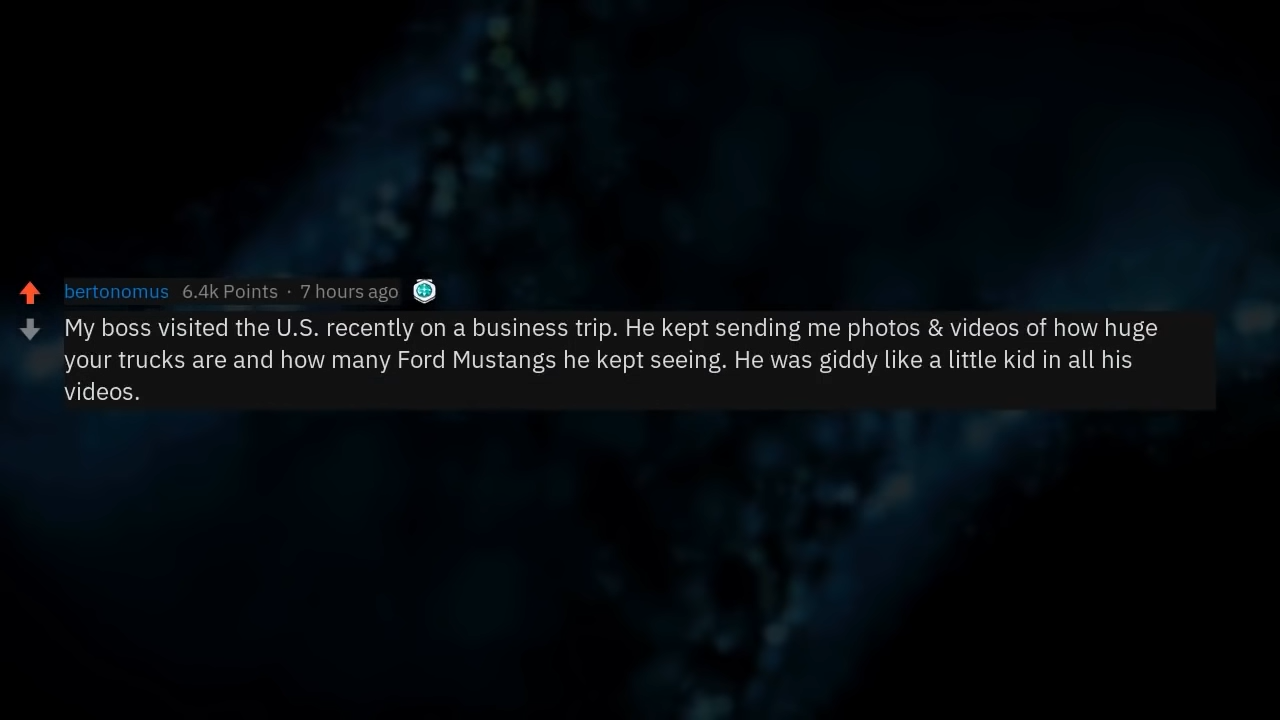 bertonomus 6.4k Points · 7 hours ago
My boss visited the U.S. recently on a business trip. He kept sending me photos & videos of how huge
your trucks are and how many Ford Mustangs he kept seeing. He was giddy like a little kid in all his
videos.